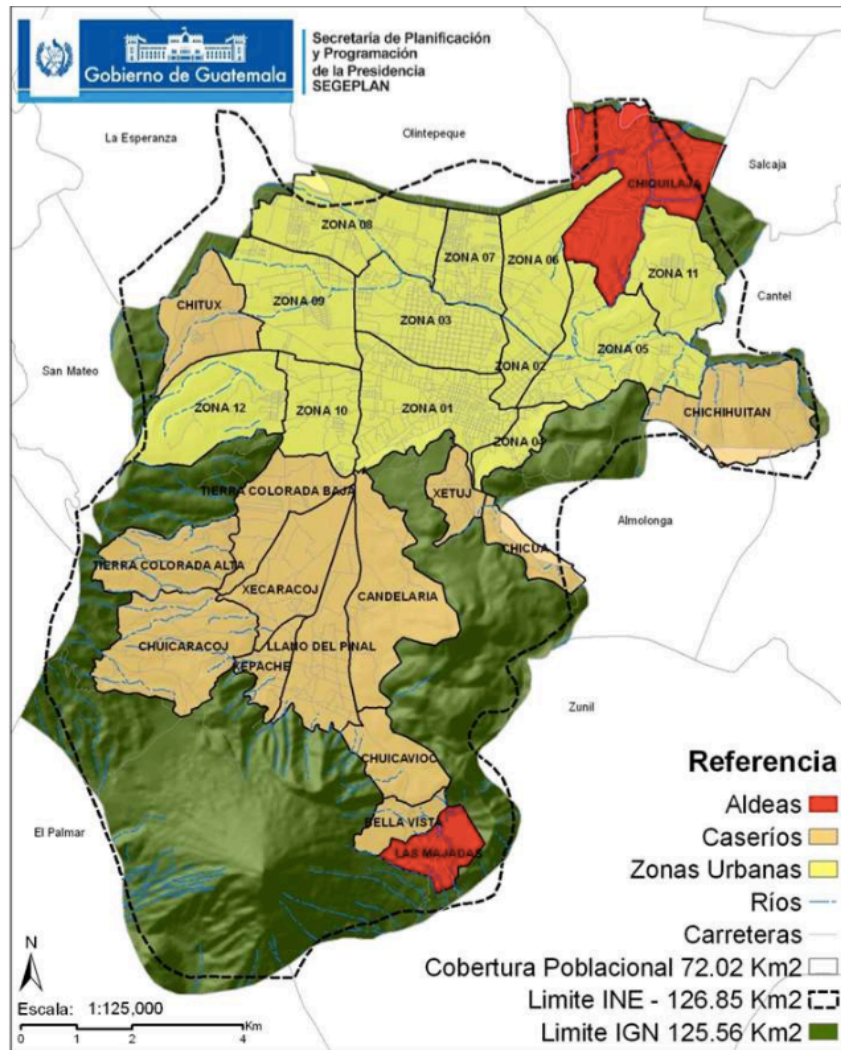 Gobierno de Guatemala
Secretaría de Planificación
y Programación
de la Presidencia
SEGEPLAN
La Esperanza
Olintepeque
Salcaja
CHIQUILAJA
ZONA 08
ZONA 07
ZONA 06
ZONA 11
ZONA 09
CHITUX
Cantel
ZONA 03
ZONA 05
San Mateo
ZONA 02
ZONA 12
ZONA 10
ZONA 01
CHICHIHUITAN
ZONA 04
TIERRA COLORADA BAJA
XETUJ
Almolonga
CHICUA
TIERRA COLORADA ALTA
XECARACOJ
CANDELARIA
CHUICARACOJ
LLANO DEL PINAL
XEPACHE
Zunil
CHUICAVIOC
El Palmar
BELLA VISTA
LAS MAJADAS
Referencia
Aldeas
Caseríos
Zonas Urbanas
Ríos
Carreteras
Cobertura Poblacional 72.02 Km2
Limite INE - 126.85 Km2
Limite IGN 125.56 Km2
N
Escala: 1:125,000
Km
0 1 2 4